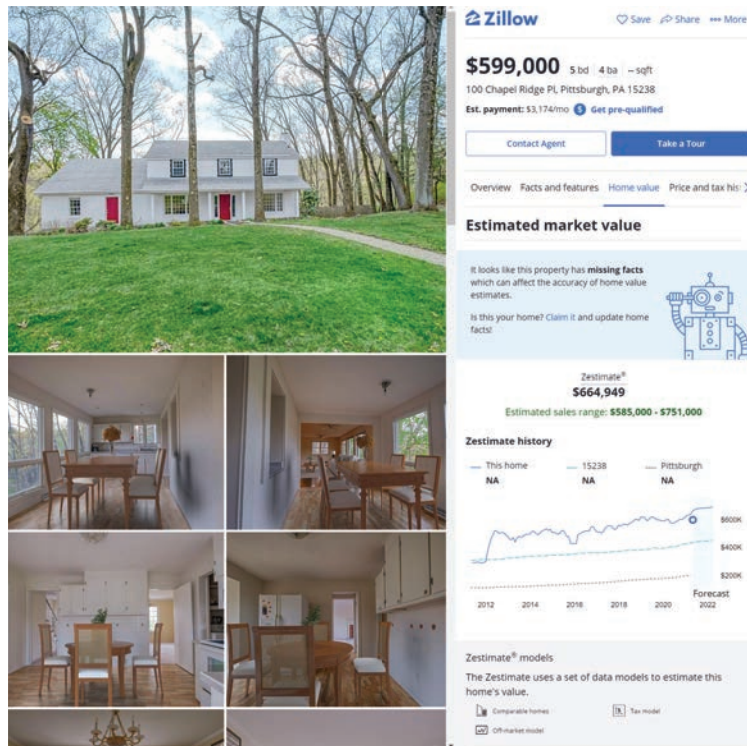 Zillow
Save Share More
$599,000 5 bd 4 ba -- sqft
100 Chapel Ridge Pl, Pittsburgh, PA 15238
Est. payment: $3,174/mo $ Get pre-qualified
Contact Agent Take a Tour
Overview Facts and features Home value Price and tax his
Estimated market value
It looks like this property has missing facts
which can affect the accuracy of home value
estimates.
Is this your home? Claim it and update home
facts!
Zestimate®
$664,949
Estimated sales range: $585,000 - $751,000
Zestimate history
This home 15238 Pittsburgh
NA NA NA
$600K
$400K
$200K
Forecast
2012 2014 2016 2018 2020 2022
Zestimate® models
The Zestimate uses a set of data models to estimate this
home's value.
Comparable homes Tax model
Off-market model